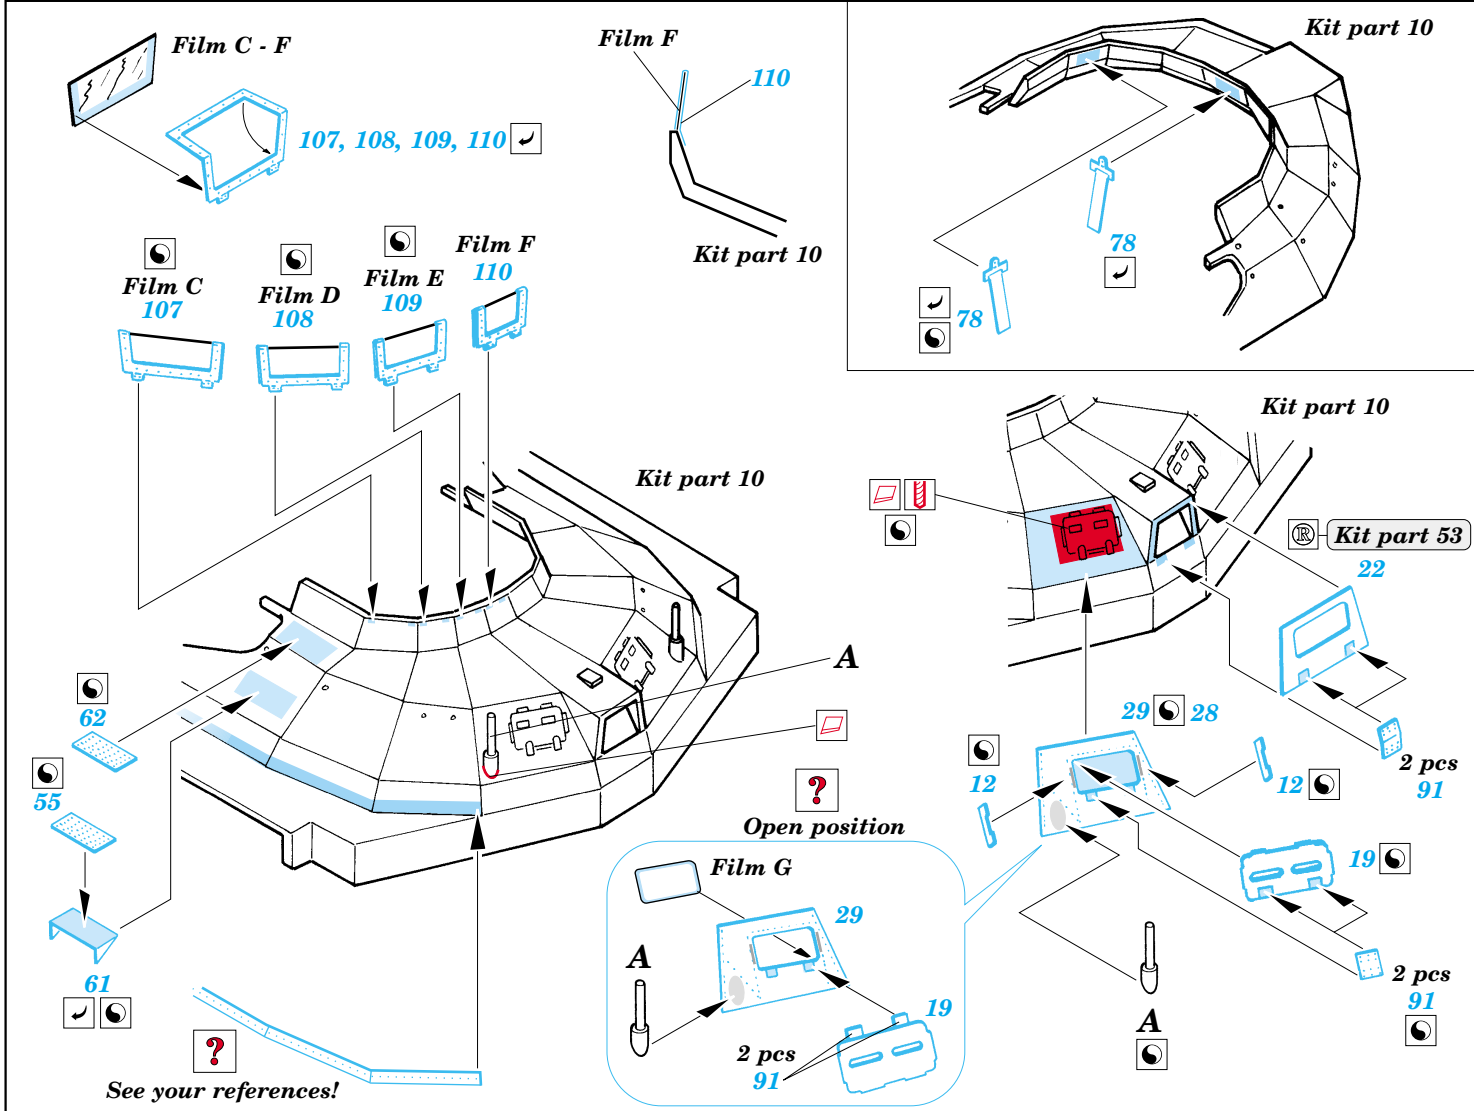 Film C - F
107, 108, 109, 110
Film F
110
Kit part 10
Kit part 10
78
78
Film C
107
Film D
108
Film E
109
Film F
110
Kit part 10
A
62
55
61
?
See your references!
?
Open position
Film G
29
A
19
2 pcs
91
Kit part 10
® Kit part 53
22
29 28
12
12
2 pcs
91
19
2 pcs
91
A